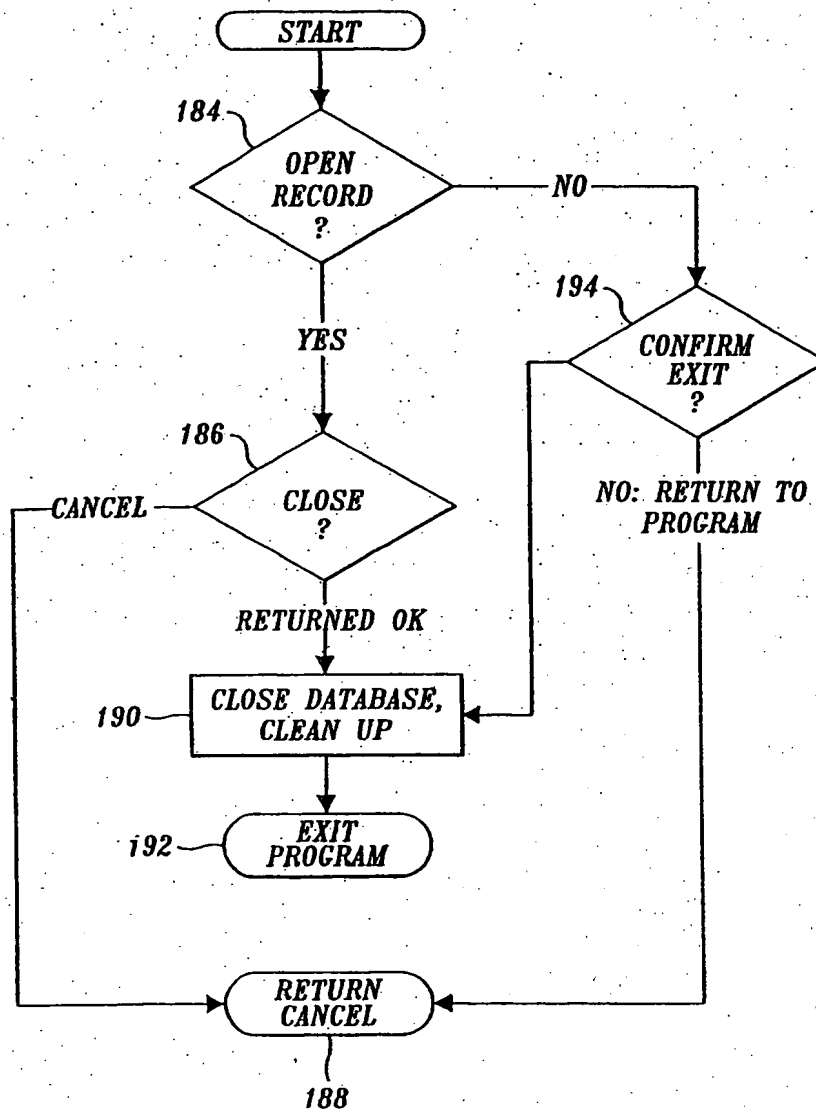 START
184
OPEN
RECORD
?
NO
194
CONFIRM
EXIT
?
YES
186
CLOSE
?
CANCEL
NO: RETURN TO
PROGRAM
RETURNED OK
190
CLOSE DATABASE,
CLEAN UP
192
EXIT
PROGRAM
RETURN
CANCEL
188